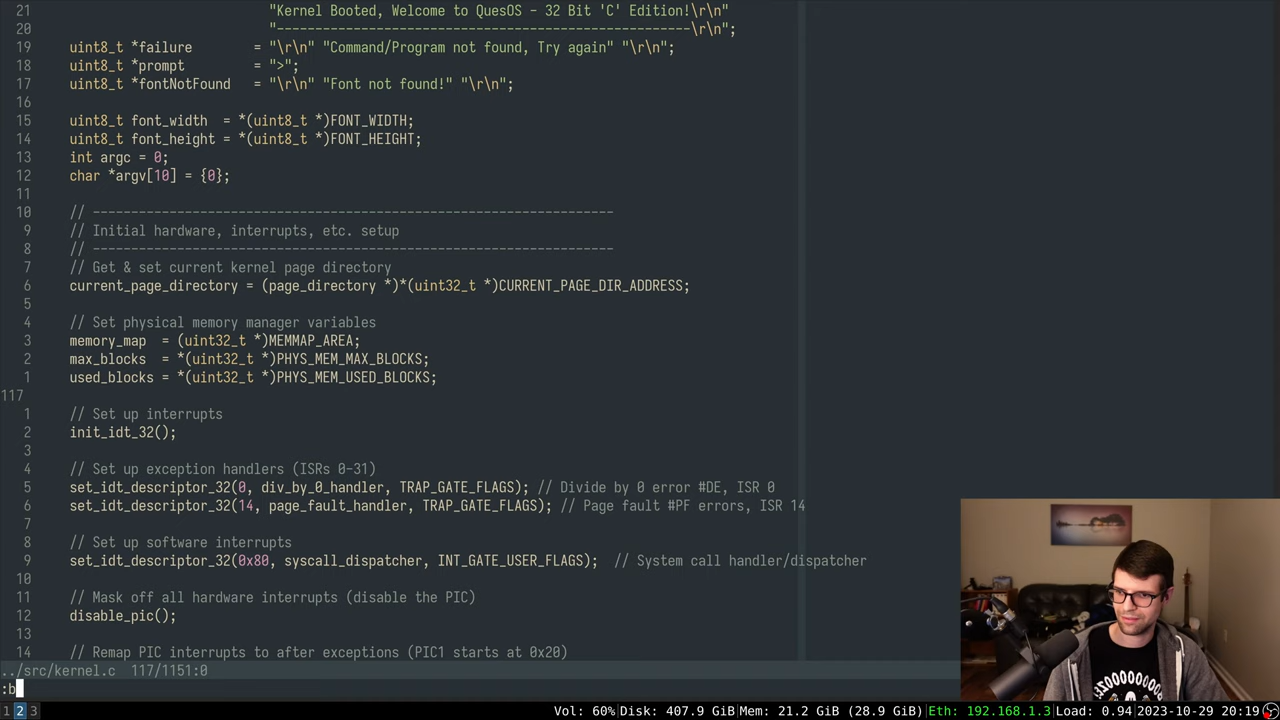 21 "Kernel Booted, Welcome to QuesOS - 32 Bit 'C' Edition!\r\n"
20 "----------------------------------------------------\r\n";
19 uint8_t *failure = "\r\n" "Command/Program not found, Try again" "\r\n";
18 uint8_t *prompt = ">";
17 uint8_t *fontNotFound = "\r\n" "Font not found!" "\r\n";
16
15 uint8_t font_width = *(uint8_t *)FONT_WIDTH;
14 uint8_t font_height = *(uint8_t *)FONT_HEIGHT;
13 int argc = 0;
12 char *argv[10] = {0};
11
10 // --------------------------------------------------------------------
9 // Initial hardware, interrupts, etc. setup
8 // --------------------------------------------------------------------
7 // Get & set current kernel page directory
6 current_page_directory = (page_directory *)*(uint32_t *)CURRENT_PAGE_DIR_ADDRESS;
5
4 // Set physical memory manager variables
3 memory_map = (uint32_t *)MEMMAP_AREA;
2 max_blocks = *(uint32_t *)PHYS_MEM_MAX_BLOCKS;
1 used_blocks = *(uint32_t *)PHYS_MEM_USED_BLOCKS;
117
1 // Set up interrupts
2 init_idt_32();
3
4 // Set up exception handlers (ISRs 0-31)
5 set_idt_descriptor_32(0, div_by_0_handler, TRAP_GATE_FLAGS); // Divide by 0 error #DE, ISR 0
6 set_idt_descriptor_32(14, page_fault_handler, TRAP_GATE_FLAGS); // Page fault #PF errors, ISR 14
7
8 // Set up software interrupts
9 set_idt_descriptor_32(0x80, syscall_dispatcher, INT_GATE_USER_FLAGS); // System call handler/dispatcher
10
11 // Mask off all hardware interrupts (disable the PIC)
12 disable_pic();
13
14 // Remap PIC interrupts to after exceptions (PIC1 starts at 0x20)
../src/kernel.c 117/1151:0
:b
1 2 3 Vol: 60%|Disk: 407.9 GiB|Mem: 21.2 GiB (28.9 GiB)|Eth: 192.168.1.3|Load: 0.94|2023-10-29 20:19